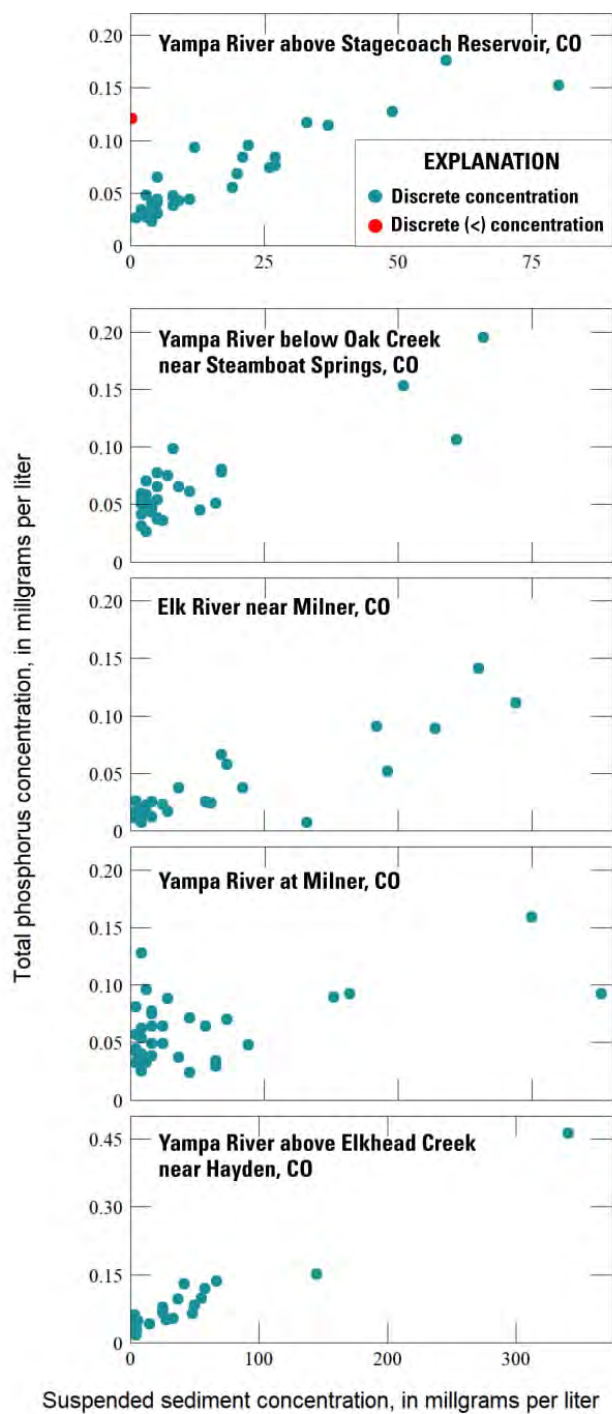 Total phosphorus concentration, in millgrams per liter
Yampa River above Stagecoach Reservoir, CO
0.20
0.15
0.10
0.05
0
EXPLANATION
Discrete concentration
Discrete (<) concentration
0
25
50
75
Yampa River below Oak Creek
near Steamboat Springs, CO
0.20
0.15
0.10
0.05
0
Elk River near Milner, CO
0.20
0.15
0.10
0.05
0
Yampa River at Milner, CO
0.20
0.15
0.10
0.05
0
Yampa River above Elkhead Creek
near Hayden, CO
0.45
0.30
0.15
0
0
100
200
300
Suspended sediment concentration, in millgrams per liter